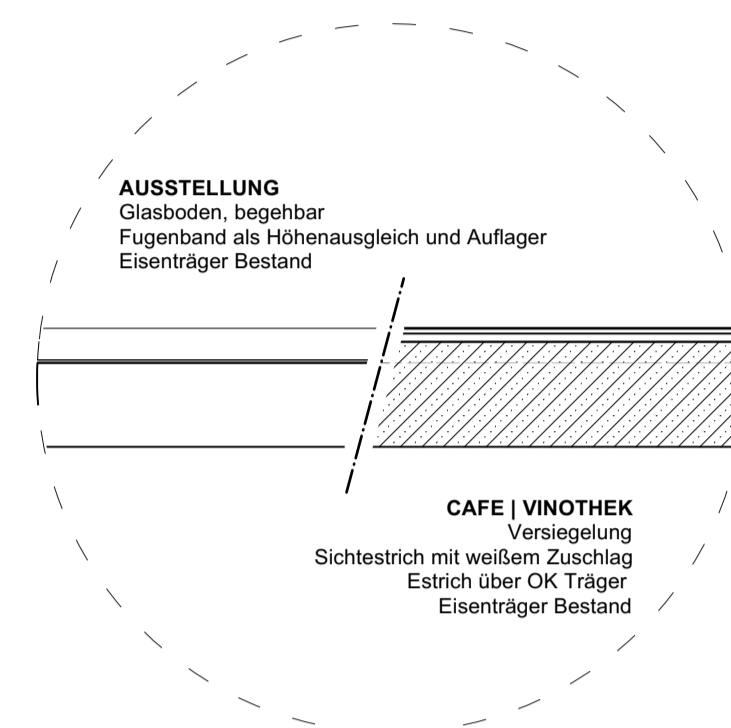 AUSSTELLUNG
Glasboden, begehbar
Fugenband als Höhenausgleich und Auflager
Eisenträger Bestand
CAFE | VINOTHEK
Versiegelung
Sichtestrich mit weißem Zuschlag
Estrich über OK Träger
Eisenträger Bestand